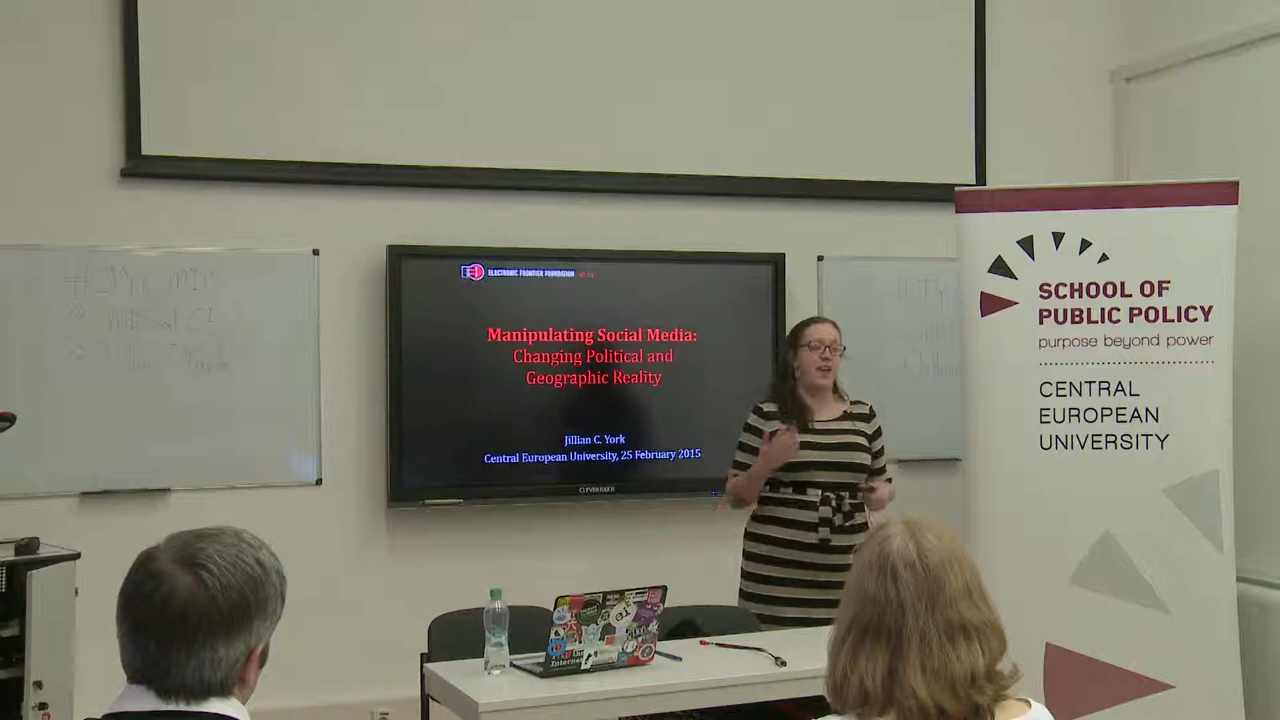 ELECTRONIC FRONTIER FOUNDATION
Manipulating Social Media:
Changing Political and
Geographic Reality
Jillian C. York
Central European University, 25 February 2015
CLEVERTOUCH
SCHOOL OF
PUBLIC POLICY
purpose beyond power
CENTRAL
EUROPEAN
UNIVERSITY